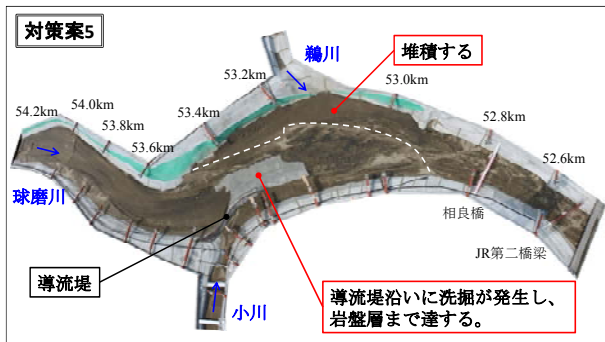 対策案5
鵜川
堆積する
53.2km
53.0km
54.2km
54.0km
53.8km
53.4km
53.6km
52.8km
52.6km
球磨川
相良橋
JR第二橋梁
導流堤
小川
導流堤沿いに洗掘が発生し、
岩盤層まで達する。